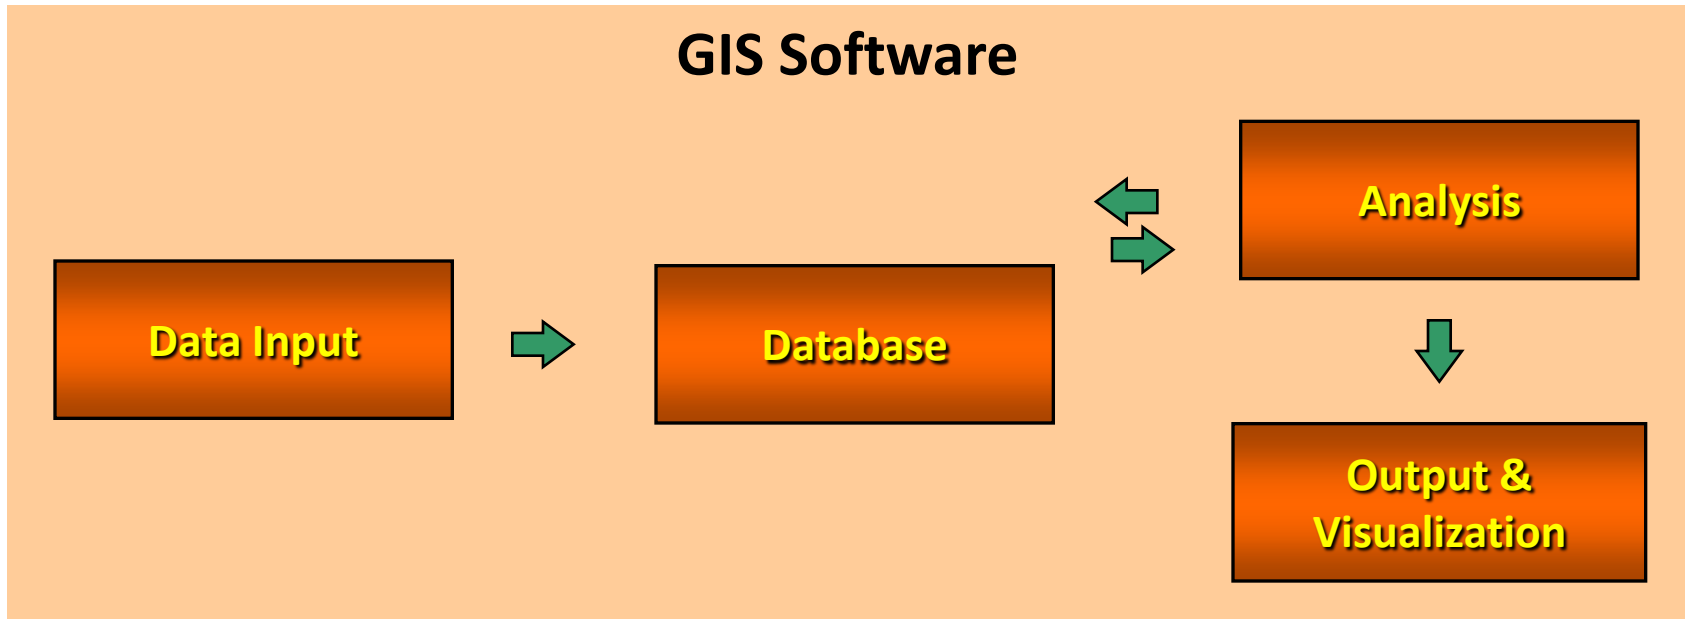 GIS Software
Data Input
Database
Analysis
Output &
Visualization